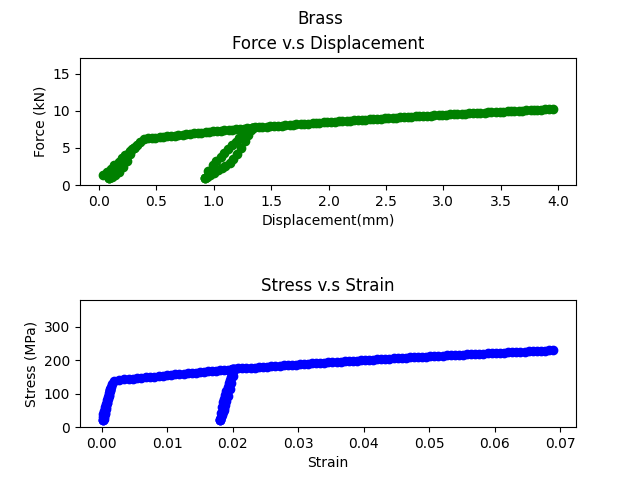 Brass
Force v.s Displacement
Force (kN)
15
10
5
0
0.0 0.5 1.0 1.5 2.0 2.5 3.0 3.5 4.0
Displacement(mm)
Stress v.s Strain
Stress (MPa)
300
200
100
0
0.00 0.01 0.02 0.03 0.04 0.05 0.06 0.07
Strain